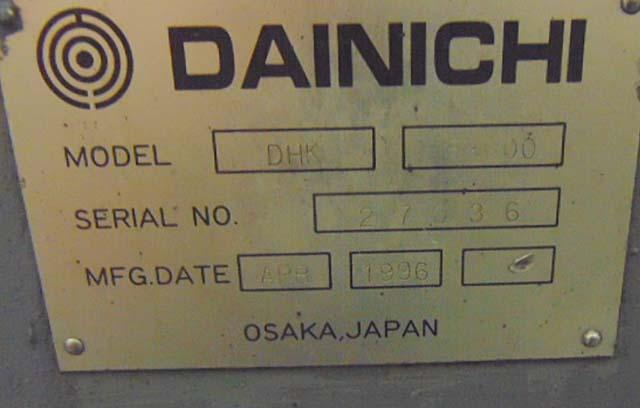 DAINICHI
MODEL DHK
SERIAL NO.
MFG.DATE APR 1996
OSAKA,JAPAN